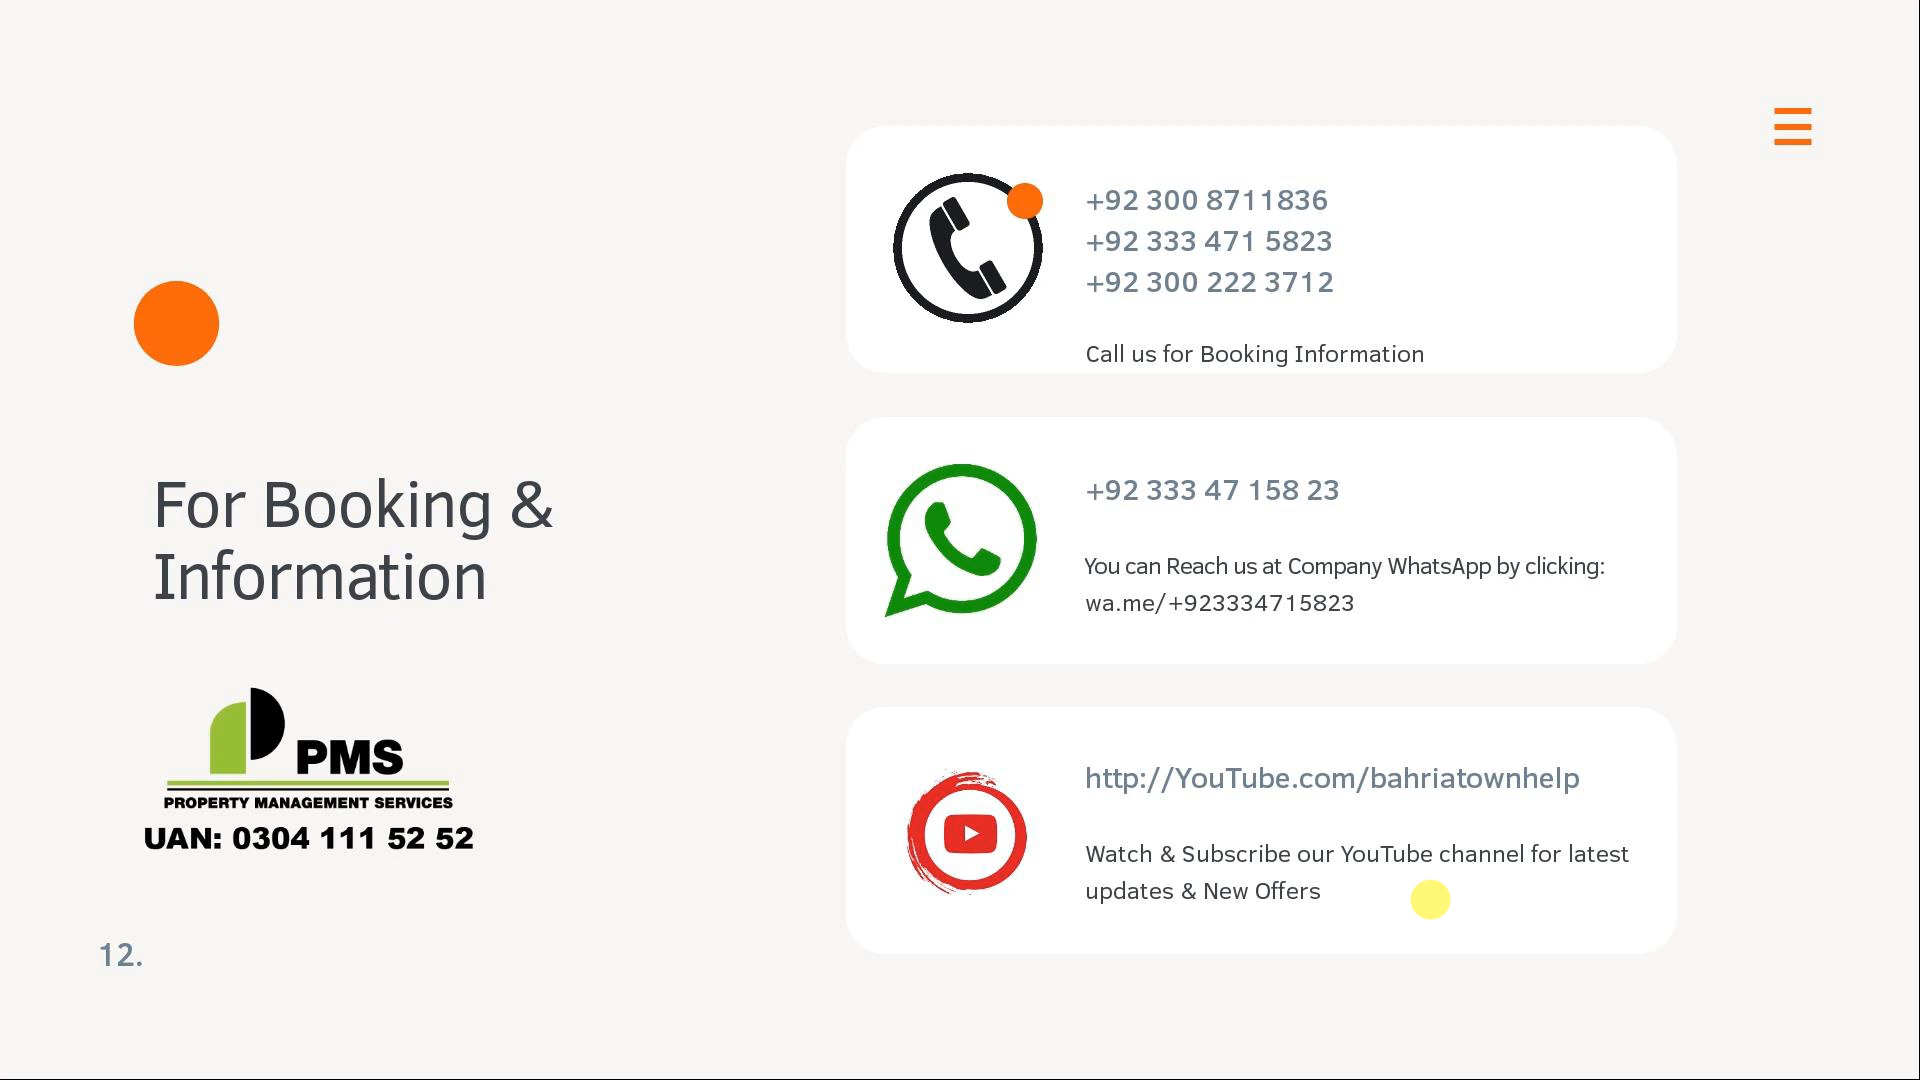 For Booking &
Information
PMS
PROPERTY MANAGEMENT SERVICES
UAN: 0304 111 52 52
12.
+92 300 8711836
+92 333 471 5823
+92 300 222 3712
Call us for Booking Information
+92 333 47 158 23
You can Reach us at Company WhatsApp by clicking:
wa.me/+923334715823
http://YouTube.com/bahriatownhelp
Watch & Subscribe our YouTube channel for latest
updates & New Offers